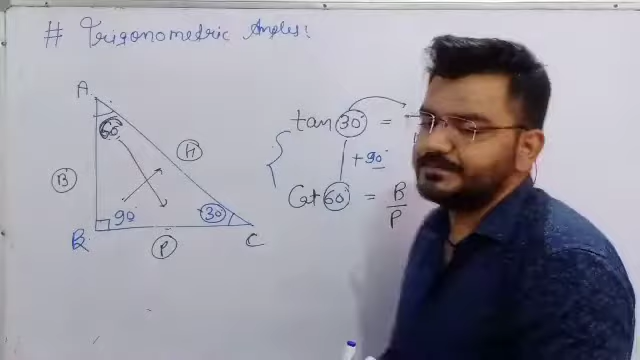 # Trigonometric Angles:
A
60°
B
H
90°
30°
B
P
C
tan 30° =
+90°
Cot 60° = B/P